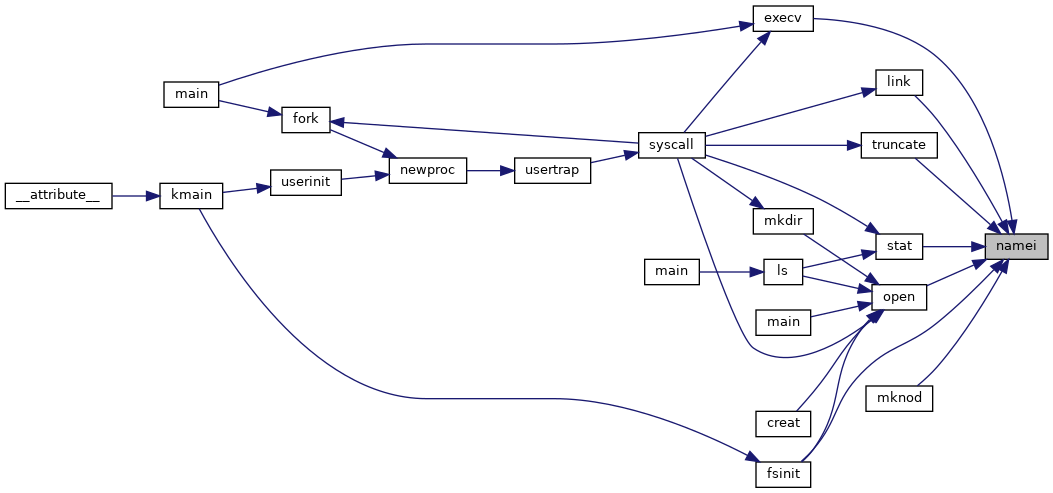 execv
link
main
fork
syscall
truncate
newproc
usertrap
userinit
__attribute__
kmain
mkdir
stat
namei
main
ls
open
main
mknod
creat
fsinit